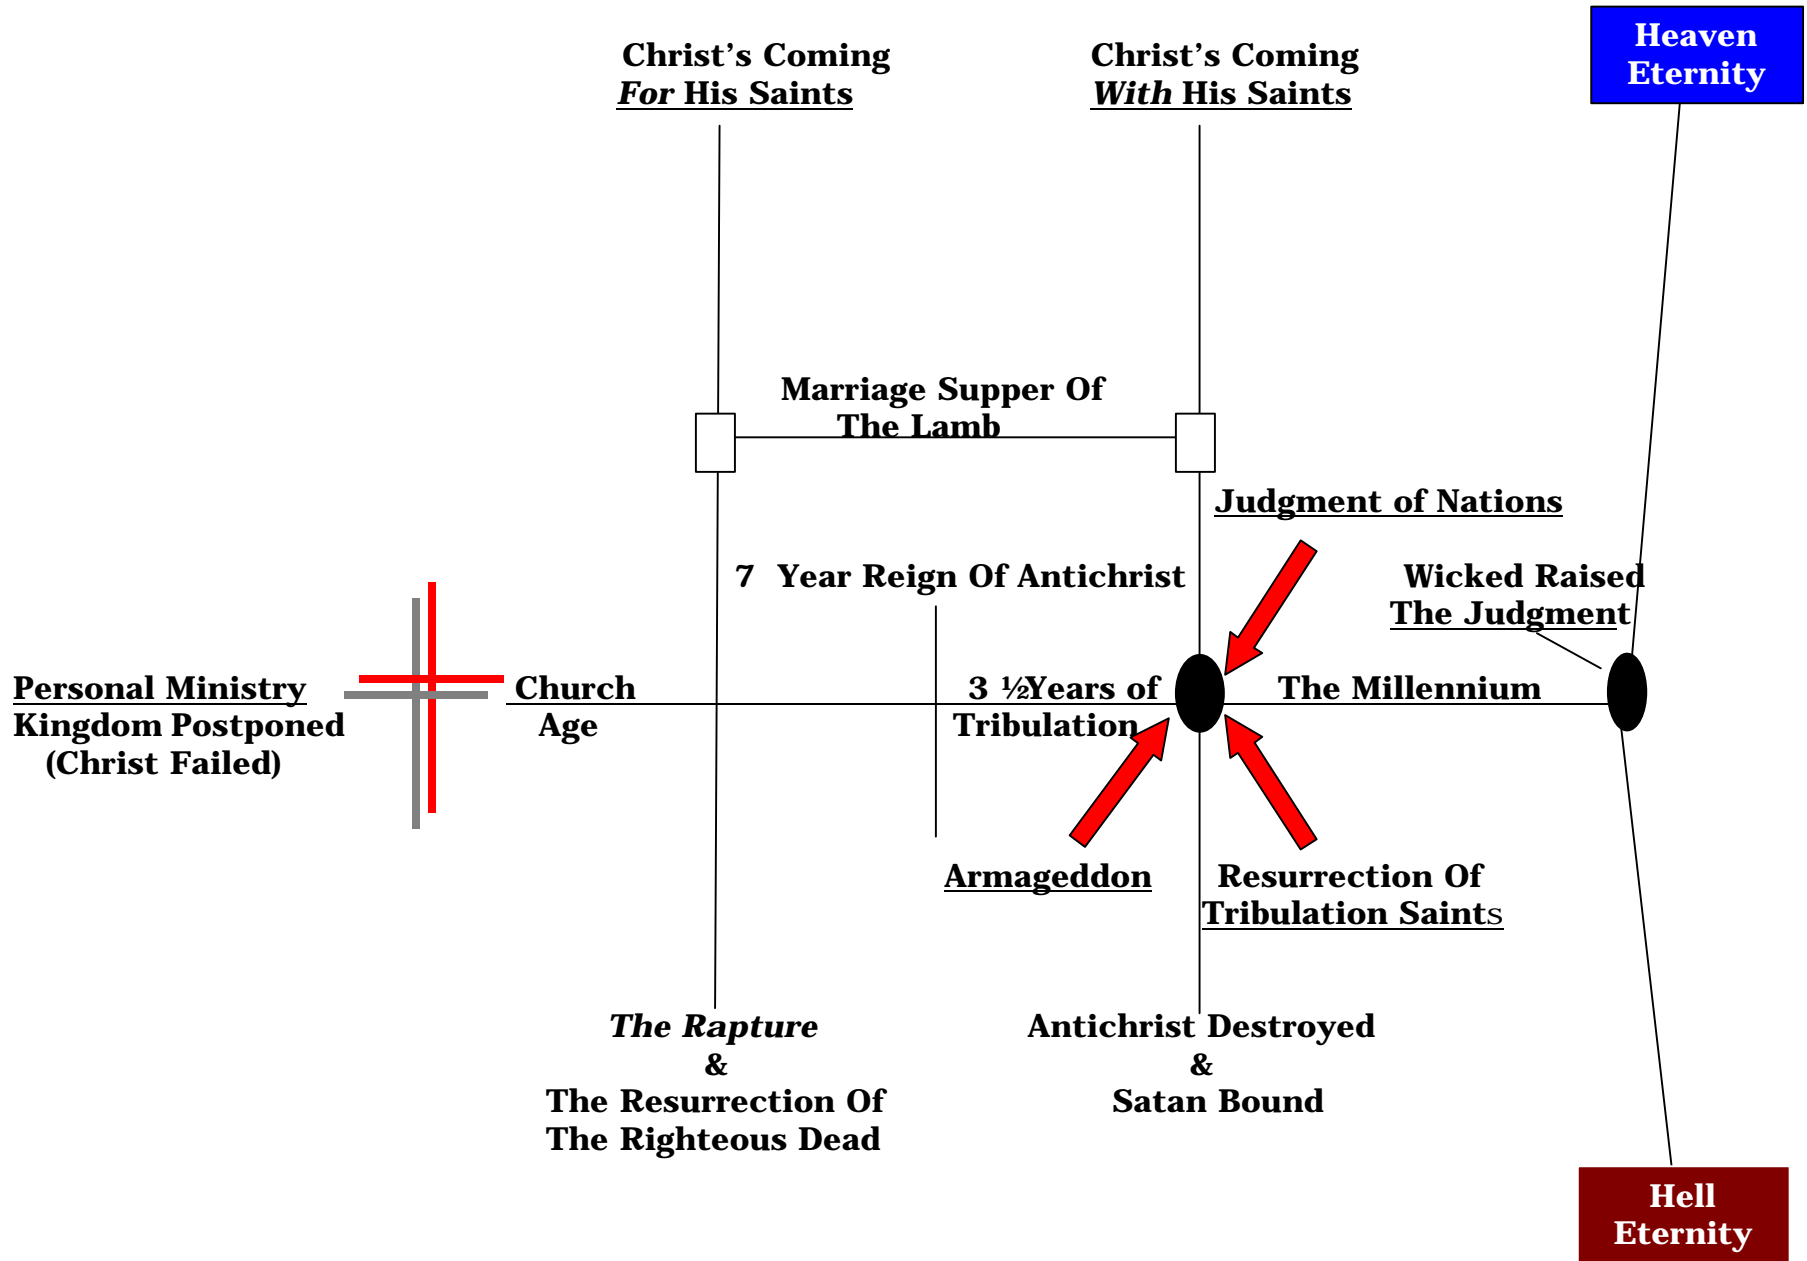 Christ's Coming
For His Saints
Christ's Coming
With His Saints
Heaven
Eternity
Marriage Supper Of
The Lamb
Judgment of Nations
7 Year Reign Of Antichrist
Wicked Raised
The Judgment
Personal Ministry
Kingdom Postponed
(Christ Failed)
Church
Age
3 ½Years of
Tribulation
The Millennium
Armageddon
Resurrection Of
Tribulation Saints
The Rapture
&
The Resurrection Of
The Righteous Dead
Antichrist Destroyed
&
Satan Bound
Hell
Eternity